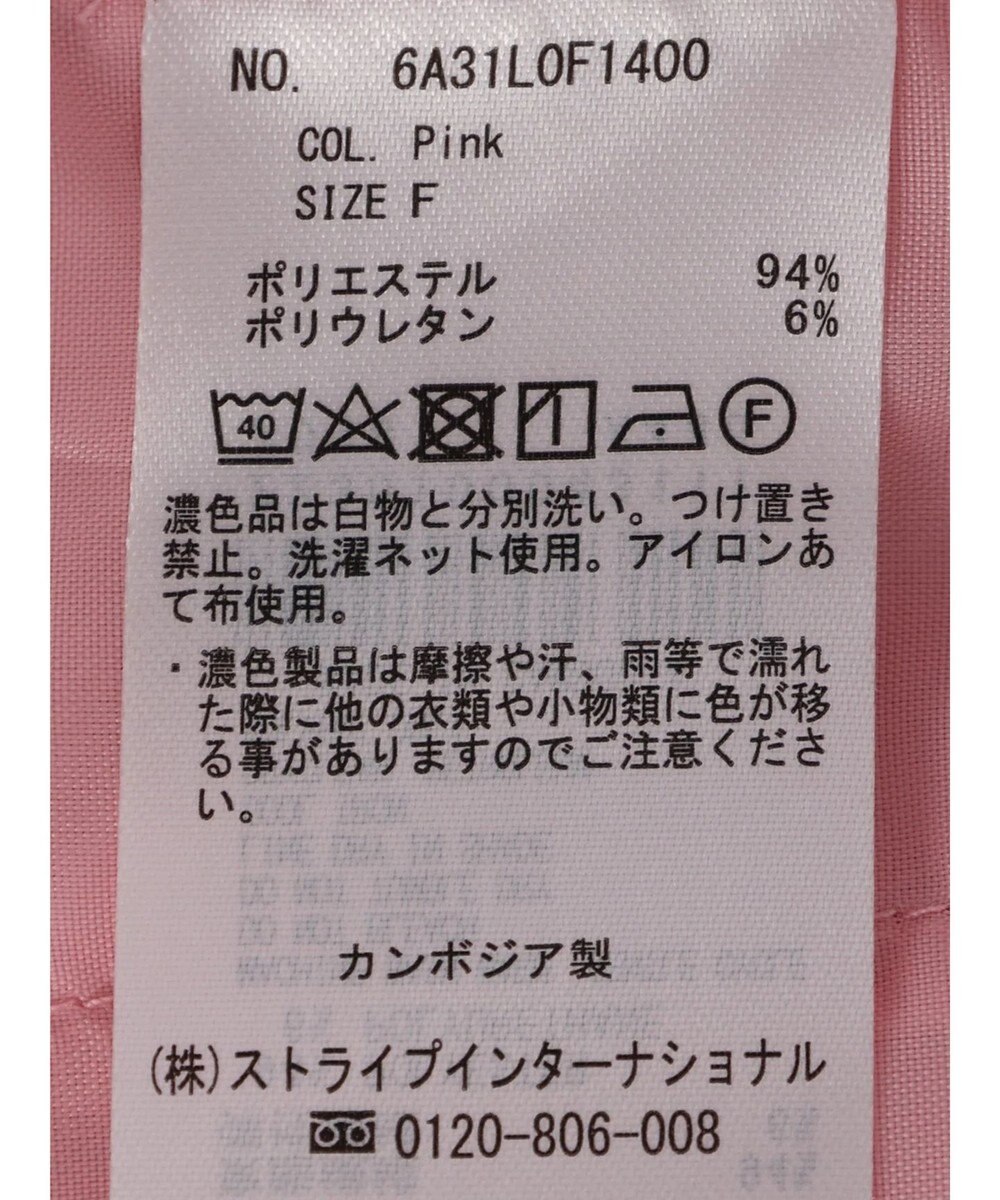 NO. 6A31L0F1400
COL. Pink
SIZE F
ポリエステル 94%
ポリウレタン 6%
40 F
濃色品は白物と分別洗い。つけ置き
禁止。洗濯ネット使用。アイロンあ
て布使用。
・濃色製品は摩擦や汗、雨等で濡れ
た際に他の衣類や小物類に色が移
る事がありますのでご注意くださ
い。
カンボジア製
(株)ストライプインターナショナル
0120-806-008